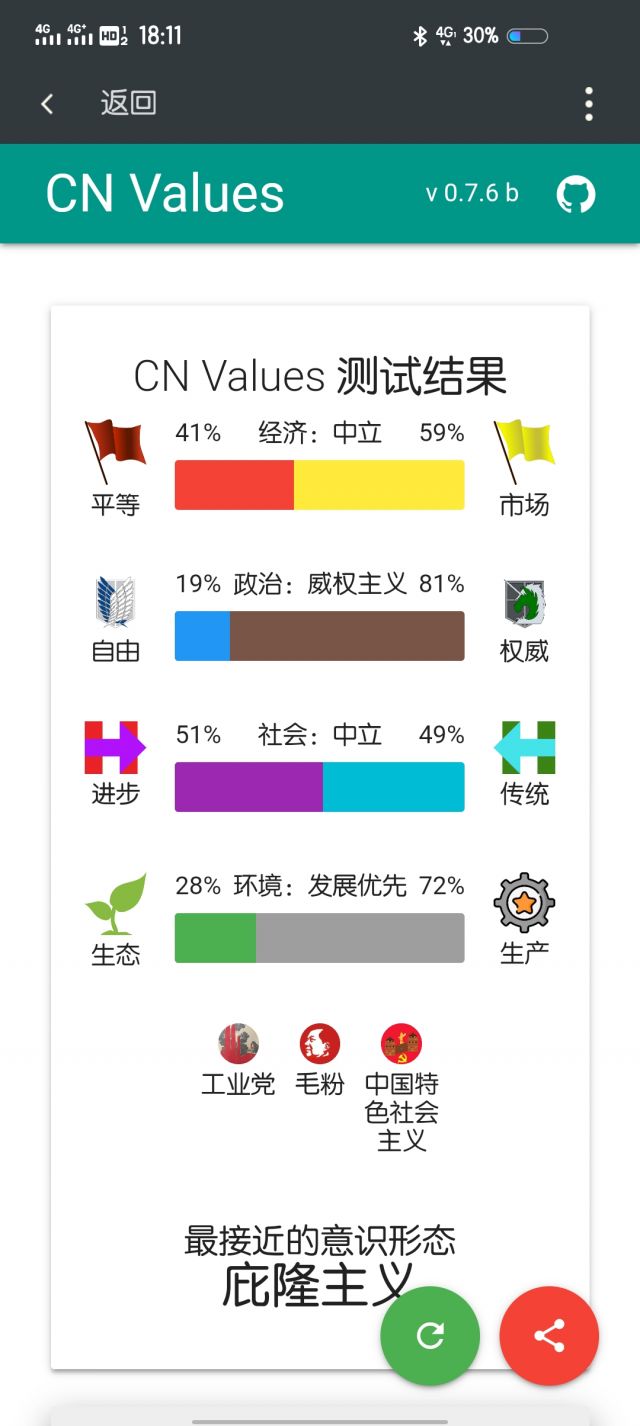 4G 4G+ HD 1 2 18:11 4G 30%
返回
CN Values v 0.7.6 b
CN Values 测试结果
41% 经济：中立 59%
平等 市场
19% 政治：威权主义 81%
自由 权威
51% 社会：中立 49%
进步 传统
28% 环境：发展优先 72%
生态 生产
工业党 毛粉 中国特
色社会
主义
最接近的意识形态
庇隆主义